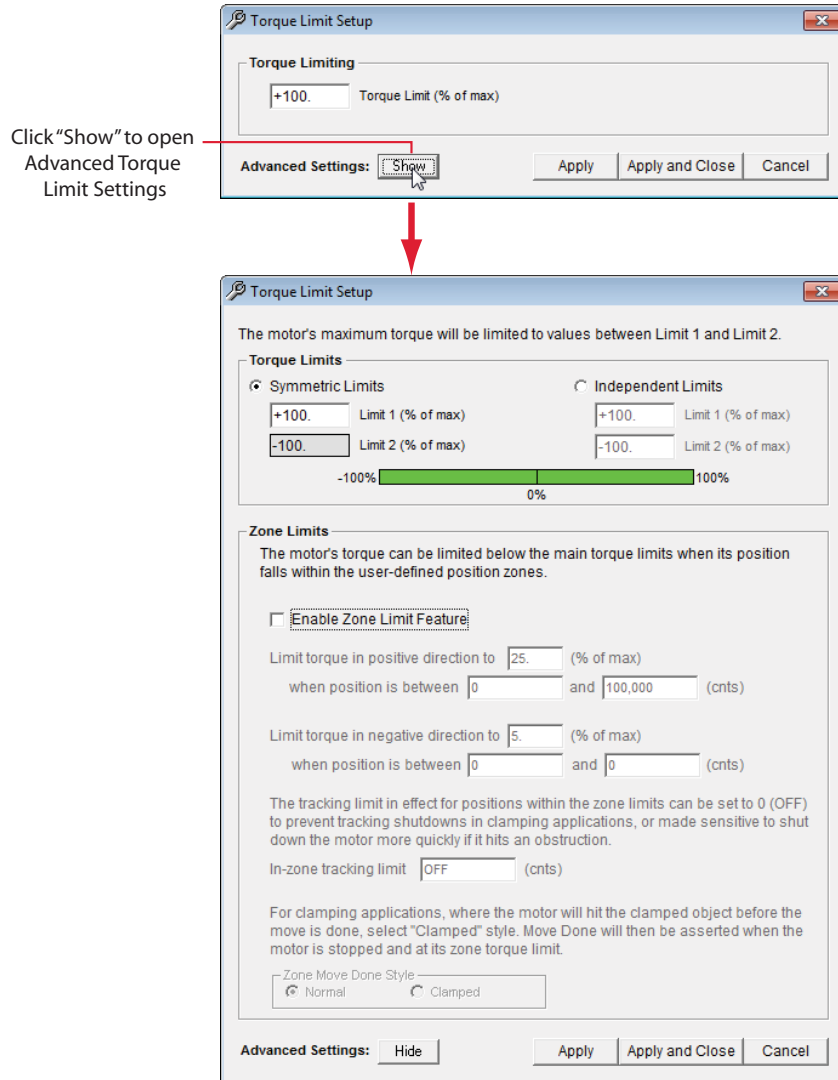 Torque Limit Setup
Torque Limiting
+100. Torque Limit (% of max)
Click “Show” to open
Advanced Torque
Limit Settings
Advanced Settings: Show Apply Apply and Close Cancel
Torque Limit Setup
The motor's maximum torque will be limited to values between Limit 1 and Limit 2.
Torque Limits
Symmetric Limits Independent Limits
+100. Limit 1 (% of max) +100. Limit 1 (% of max)
-100. Limit 2 (% of max) -100. Limit 2 (% of max)
-100% 100%
0%
Zone Limits
The motor's torque can be limited below the main torque limits when its position
falls within the user-defined position zones.
Enable Zone Limit Feature
Limit torque in positive direction to 25. (% of max)
when position is between 0 and 100,000 (cnts)
Limit torque in negative direction to 5. (% of max)
when position is between 0 and 0 (cnts)
The tracking limit in effect for positions within the zone limits can be set to 0 (OFF)
to prevent tracking shutdowns in clamping applications, or made sensitive to shut
down the motor more quickly if it hits an obstruction.
In-zone tracking limit OFF (cnts)
For clamping applications, where the motor will hit the clamped object before the
move is done, select "Clamped" style. Move Done will then be asserted when the
motor is stopped and at its zone torque limit.
Zone Move Done Style
Normal Clamped
Advanced Settings: Hide Apply Apply and Close Cancel